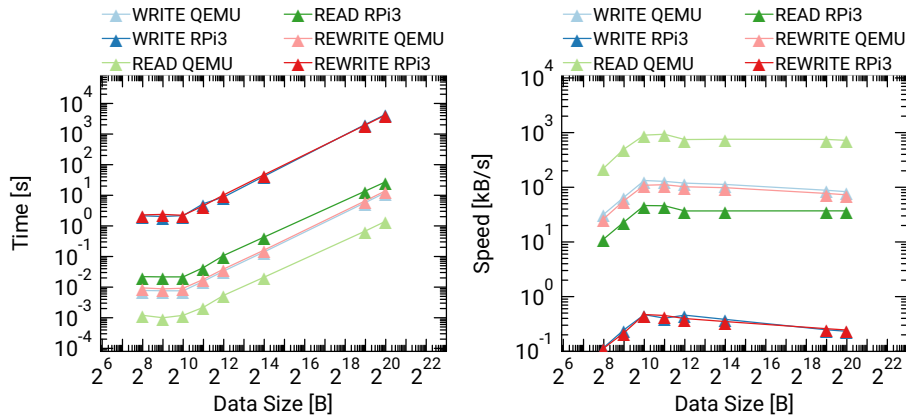 WRITE QEMU READ RPi3
WRITE RPi3 REWRITE QEMU
READ QEMU REWRITE RPi3
10^4
10^3
10^2
10^1
10^0
10^-1
10^-2
10^-3
10^-4
Time [s]
2^6 2^8 2^10 2^12 2^14 2^16 2^18 2^20 2^22
Data Size [B]
WRITE QEMU READ RPi3
WRITE RPi3 REWRITE QEMU
READ QEMU REWRITE RPi3
10^4
10^3
10^2
10^1
10^0
10^-1
Speed [kB/s]
2^6 2^8 2^10 2^12 2^14 2^16 2^18 2^20 2^22
Data Size [B]